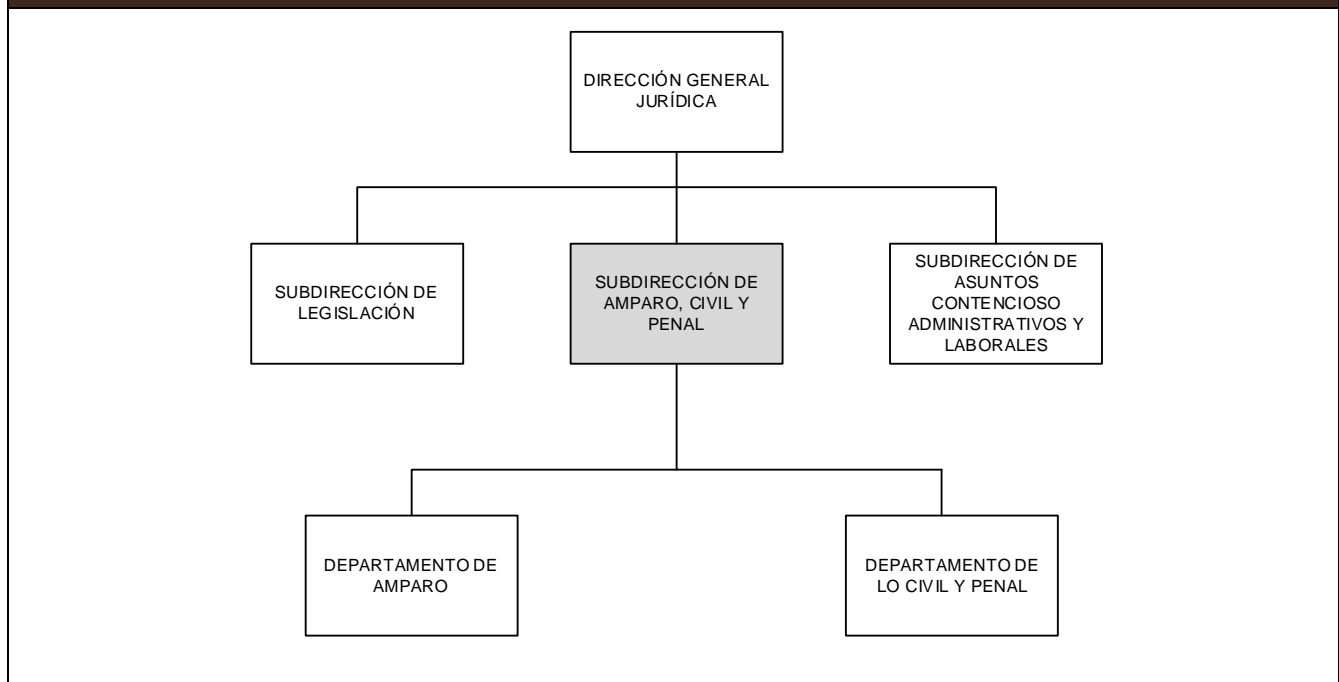 DIRECCIÓN GENERAL
JURÍDICA
SUBDIRECCIÓN DE
LEGISLACIÓN
SUBDIRECCIÓN DE
AMPARO, CIVIL Y
PENAL
SUBDIRECCIÓN DE
ASUNTOS
CONTENCIOSO
ADMINISTRATIVOS Y
LABORALES
DEPARTAMENTO DE
AMPARO
DEPARTAMENTO DE
LO CIVIL Y PENAL